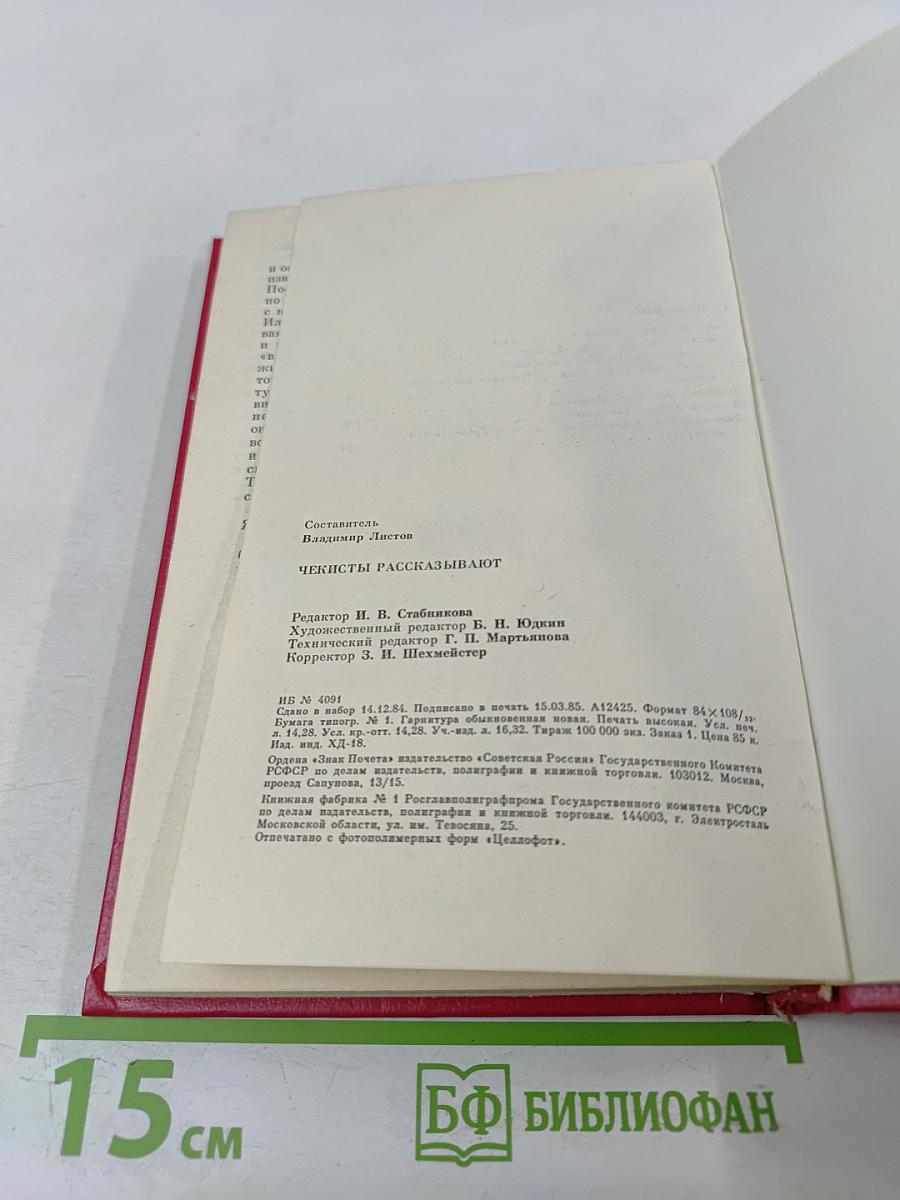 и
Составитель
Владимир Листов
ЧЕКИСТЫ РАССКАЗЫВАЮТ
Редактор И. В. Стабникова
Художественный редактор Б. Н. Юдкин
Технический редактор Г. П. Мартьянова
Корректор З. И. Шехмейстер
ИБ № 4091
Сдано в набор 14.12.84. Подписано в печать 15.03.85. А12425. Формат 84×108/32.
Бумага типогр. № 1. Гарнитура обыкновенная новая. Печать высокая. Усл. печ.
л. 14,28. Усл. кр.-отт. 14,28. Уч.-изд. л. 16,32. Тираж 100 000 экз. Заказ 1. Цена 85 к.
Изд. инд. ХД-18.
Ордена «Знак Почета» издательство «Советская Россия» Государственного Комитета
РСФСР по делам издательств, полиграфии и книжной торговли. 103012. Москва,
проезд Сапунова, 13/15.
Книжная фабрика № 1 Росглавполиграфпрома Государственного комитета РСФСР
по делам издательств, полиграфии и книжной торговли. 144003, г. Электросталь
Московской области, ул. им. Тевосяна, 25.
Отпечатано с фотополимерных форм «Целлофот».
15 см
БФ БИБЛИОФАН